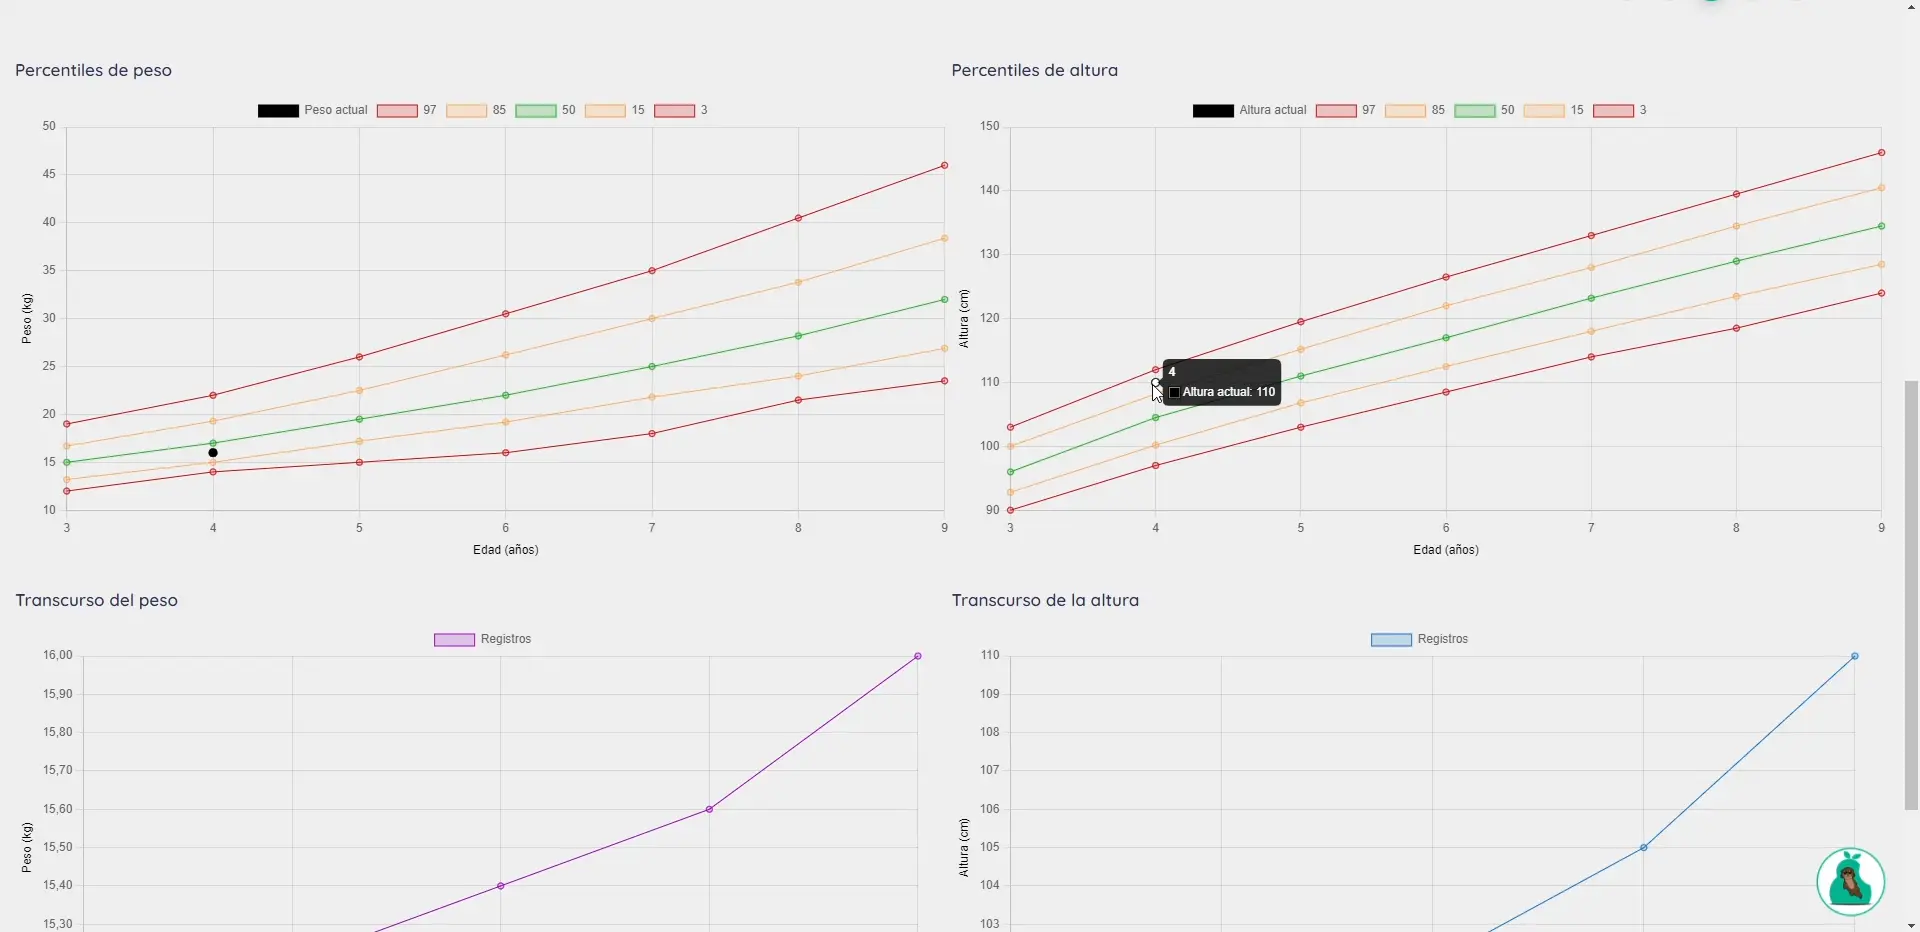 Percentiles de peso
Percentiles de altura
Peso actual 97 85 50 15 3
Altura actual 97 85 50 15 3
50
45
40
35
30
25
20
15
10
Peso (kg)
3 4 5 6 7 8 9
Edad (años)
150
140
130
120
110
100
90
Altura (cm)
4
Altura actual: 110
3 4 5 6 7 8 9
Edad (años)
Transcurso del peso
Transcurso de la altura
Registros
16,00
15,90
15,80
15,70
15,60
15,50
15,40
15,30
Peso (kg)
Registros
110
109
108
107
106
105
104
103
Altura (cm)